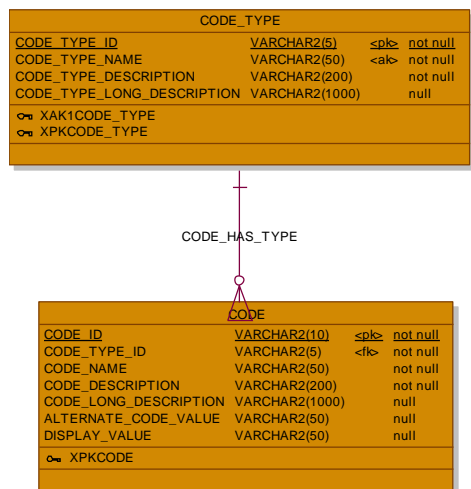 CODE_TYPE
CODE_TYPE_ID VARCHAR2(5) <pk> not null
CODE_TYPE_NAME VARCHAR2(50) <ak> not null
CODE_TYPE_DESCRIPTION VARCHAR2(200) not null
CODE_TYPE_LONG_DESCRIPTION VARCHAR2(1000) null
XAK1CODE_TYPE
XPKCODE_TYPE
CODE_HAS_TYPE
CODE
CODE_ID VARCHAR2(10) <pk> not null
CODE_TYPE_ID VARCHAR2(5) <fk> not null
CODE_NAME VARCHAR2(50) not null
CODE_DESCRIPTION VARCHAR2(200) not null
CODE_LONG_DESCRIPTION VARCHAR2(1000) null
ALTERNATE_CODE_VALUE VARCHAR2(50) null
DISPLAY_VALUE VARCHAR2(50) null
XPKCODE